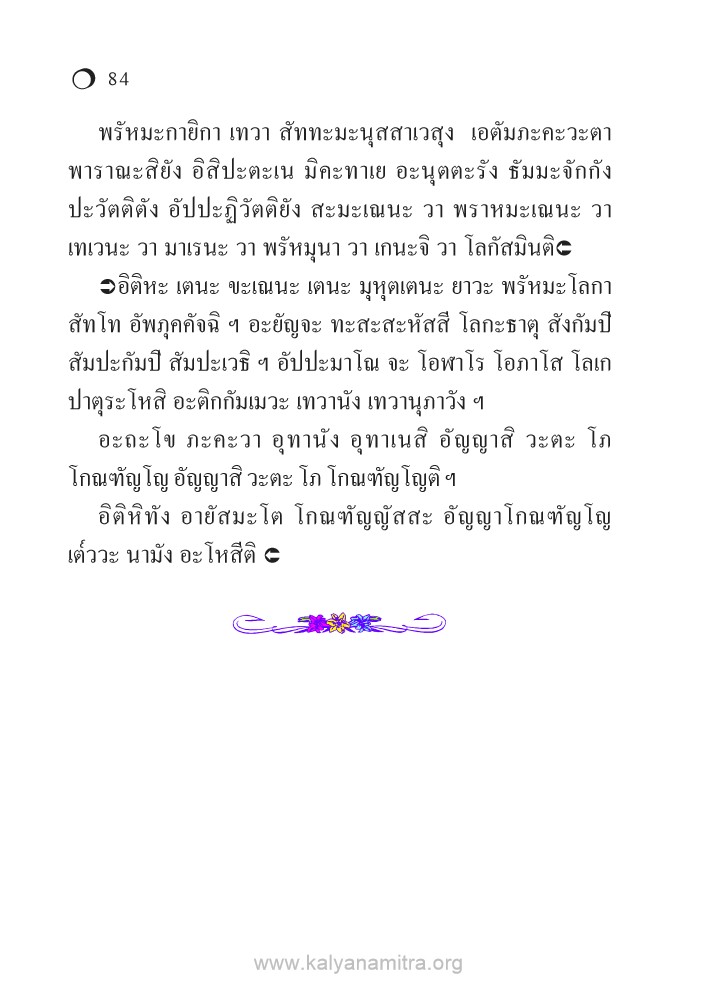 ❍ 84
พรัหมะกายิกา เทวา สัททะมะนุสสาเวสุง เอตัมภะคะวะตา
พาราณะสิยัง อิสิปะตะเน มิคะทาเย อะนุตตะรัง ธัมมะจักกัง
ปะวัตติตัง อัปปะฏิวัตติยัง สะมะเณนะ วา พราหมะเณนะ วา
เทเวนะ วา มาเรนะ วา พรัหมุนา วา เกนะจิ วา โลกัสมินติ➲
➲อิติหะ เตนะ ขะเณนะ เตนะ มุหุตเตนะ ยาวะ พรัหมะโลกา
สัทโท อัพภุคคัจฉิ ฯ อะยัญจะ ทะสะสะหัสสี โลกะธาตุ สังกัมปิ
สัมปะกัมปิ สัมปะเวธิ ฯ อัปปะมาโณ จะ โอฬาโร โอภาโส โลเก
ปาตุระโหสิ อะติกกัมเมวะ เทวานัง เทวานุภาวัง ฯ
อะถะโข ภะคะวา อุทานัง อุทาเนสิ อัญญาสิ วะตะ โภ
โกณฑัญโญ อัญญาสิ วะตะ โภ โกณฑัญโญติ ฯ
อิติหิทัง อายัสมะโต โกณฑัญญัสสะ อัญญาโกณฑัญโญ
เต๎ววะ นามัง อะโหสีติ ➲
www.kalyanamitra.org